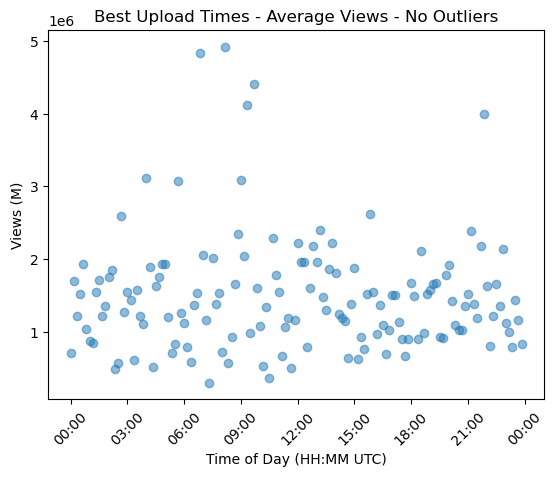 Best Upload Times - Average Views - No Outliers
1e6
5
4
3
2
1
Views (M)
00:00 03:00 06:00 09:00 12:00 15:00 18:00 21:00 00:00
Time of Day (HH:MM UTC)